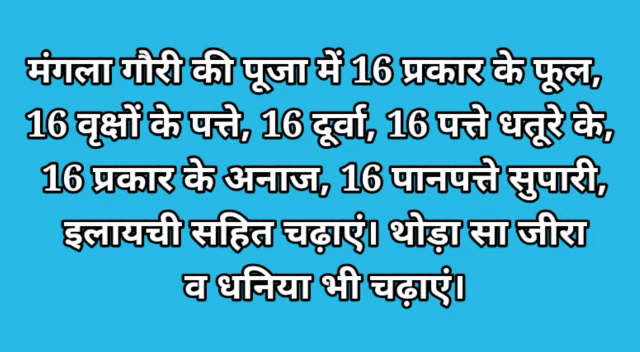 मंगला गौरी की पूजा में 16 प्रकार के फूल,
16 वृक्षों के पत्ते, 16 दूर्वा, 16 पत्ते धतूरे के,
16 प्रकार के अनाज, 16 पानपत्ते सुपारी,
इलायची सहित चढ़ाएं। थोड़ा सा जीरा
व धनिया भी चढ़ाएं।